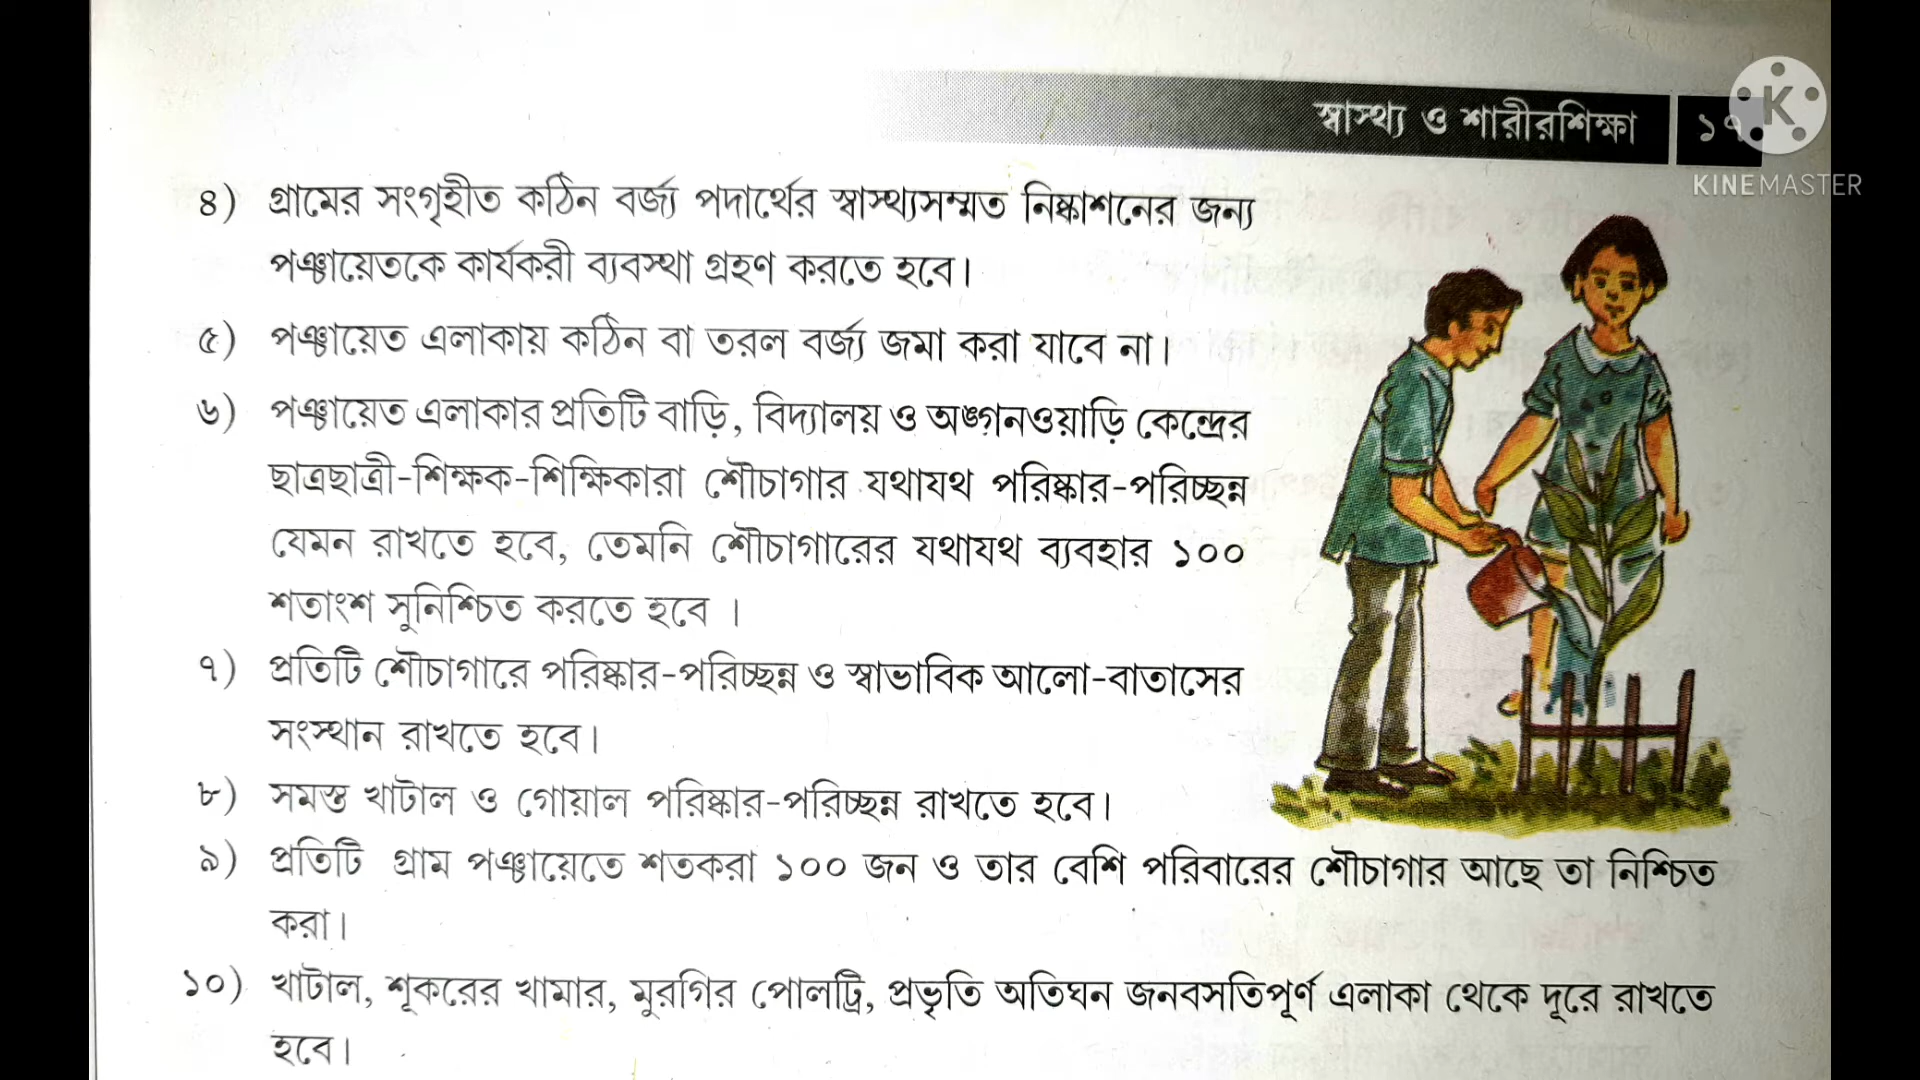 স্বাস্থ্য ও শারীরশিক্ষা
KINEMASTER
৪) গ্রামের সংগৃহীত কঠিন বর্জ্য পদার্থের স্বাস্থ্যসম্মত নিষ্কাশনের জন্য
পঞ্চায়েতকে কার্যকরী ব্যবস্থা গ্রহণ করতে হবে।
৫) পঞ্চায়েত এলাকায় কঠিন বা তরল বর্জ্য জমা করা যাবে না।
৬) পঞ্চায়েত এলাকার প্রতিটি বাড়ি, বিদ্যালয় ও অঙ্গনওয়াড়ি কেন্দ্রের
ছাত্রছাত্রী-শিক্ষক-শিক্ষিকারা শৌচাগার যথাযথ পরিষ্কার-পরিচ্ছন্ন
যেমন রাখতে হবে, তেমনি শৌচাগারের যথাযথ ব্যবহার ১০০
শতাংশ সুনিশ্চিত করতে হবে ।
৭) প্রতিটি শৌচাগারে পরিষ্কার-পরিচ্ছন্ন ও স্বাভাবিক আলো-বাতাসের
সংস্থান রাখতে হবে।
৮) সমস্ত খাটাল ও গোয়াল পরিষ্কার-পরিচ্ছন্ন রাখতে হবে।
৯) প্রতিটি গ্রাম পঞ্চায়েতে শতকরা ১০০ জন ও তার বেশি পরিবারের শৌচাগার আছে তা নিশ্চিত
করা।
১০) খাটাল, শূকরের খামার, মুরগির পোলট্রি, প্রভৃতি অতিঘন জনবসতিপূর্ণ এলাকা থেকে দূরে রাখতে
হবে।